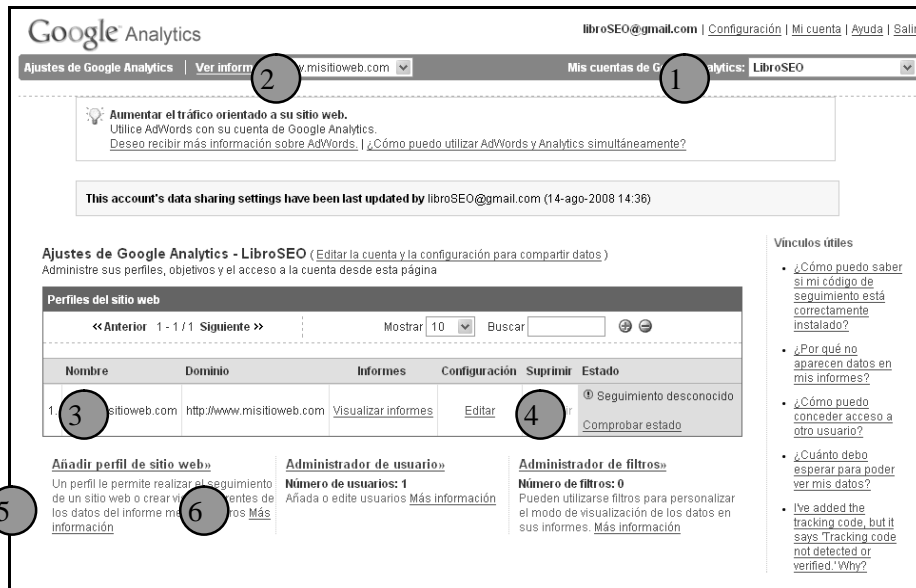 Google Analytics
libroSEO@gmail.com | Configuración | Mi cuenta | Ayuda | Salir
Ajustes de Google Analytics | Ver .misitioweb.com
Mis cuentas de LibroSEO
2
1
Aumentar el tráfico orientado a su sitio web.
Utilice AdWords con su cuenta de Google Analytics.
Deseo recibir más información sobre AdWords. | ¿Cómo puedo utilizar AdWords y Analytics simultáneamente?
This account's data sharing settings have been last updated by libroSEO@gmail.com (14-ago-2008 14:36)
Ajustes de Google Analytics - LibroSEO ( Editar la cuenta y la configuración para compartir datos )
Administre sus perfiles, objetivos y el acceso a la cuenta desde esta página
Perfiles del sitio web
« Anterior 1 - 1 / 1 Siguiente »
Mostrar 10 Buscar
Nombre Dominio Informes Configuración Suprimir Estado
1. 3 sitioweb.com http://www.misitioweb.com Visualizar informes Editar 4
Seguimiento desconocido
Comprobar estado
Añadir perfil de sitio web»
Un perfil le permite realizar el seguimiento
de un sitio web o crear de
los datos del informe Más
información
5
6
Administrador de usuario»
Número de usuarios: 1
Añada o edite usuarios Más información
Administrador de filtros»
Número de filtros: 0
Pueden utilizarse filtros para personalizar
el modo de visualización de los datos en
sus informes. Más información
Vínculos útiles
¿Cómo puedo saber
si mi código de
seguimiento está
correctamente
instalado?
¿Por qué no
aparecen datos en
mis informes?
¿Cómo puedo
conceder acceso a
otro usuario?
¿Cuánto debo
esperar para poder
ver mis datos?
I've added the
tracking code, but it
says 'Tracking code
not detected or
verified.' Why?